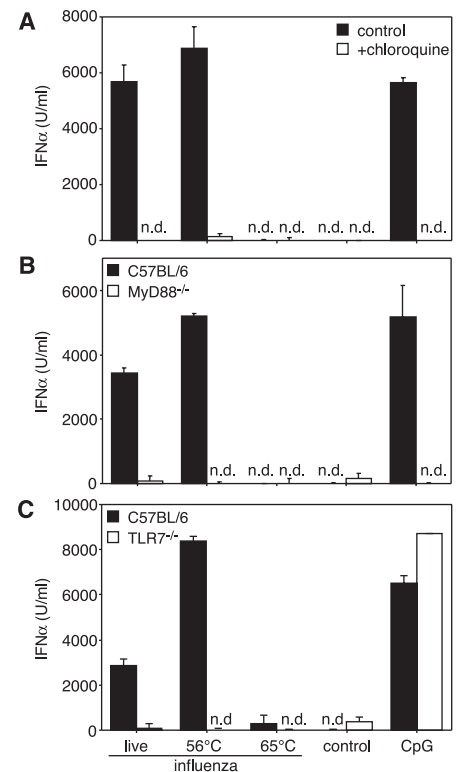 A
8000
6000
4000
2000
0
IFNα (U/ml)
control
+chloroquine
n.d. n.d. n.d. n.d. n.d. n.d.
B
6000
4000
2000
0
IFNα (U/ml)
C57BL/6
MyD88-/-
n.d. n.d. n.d. n.d. n.d.
C
10000
8000
6000
4000
2000
0
IFNα (U/ml)
C57BL/6
TLR7-/-
n.d n.d. n.d
live 56°C 65°C control CpG
influenza